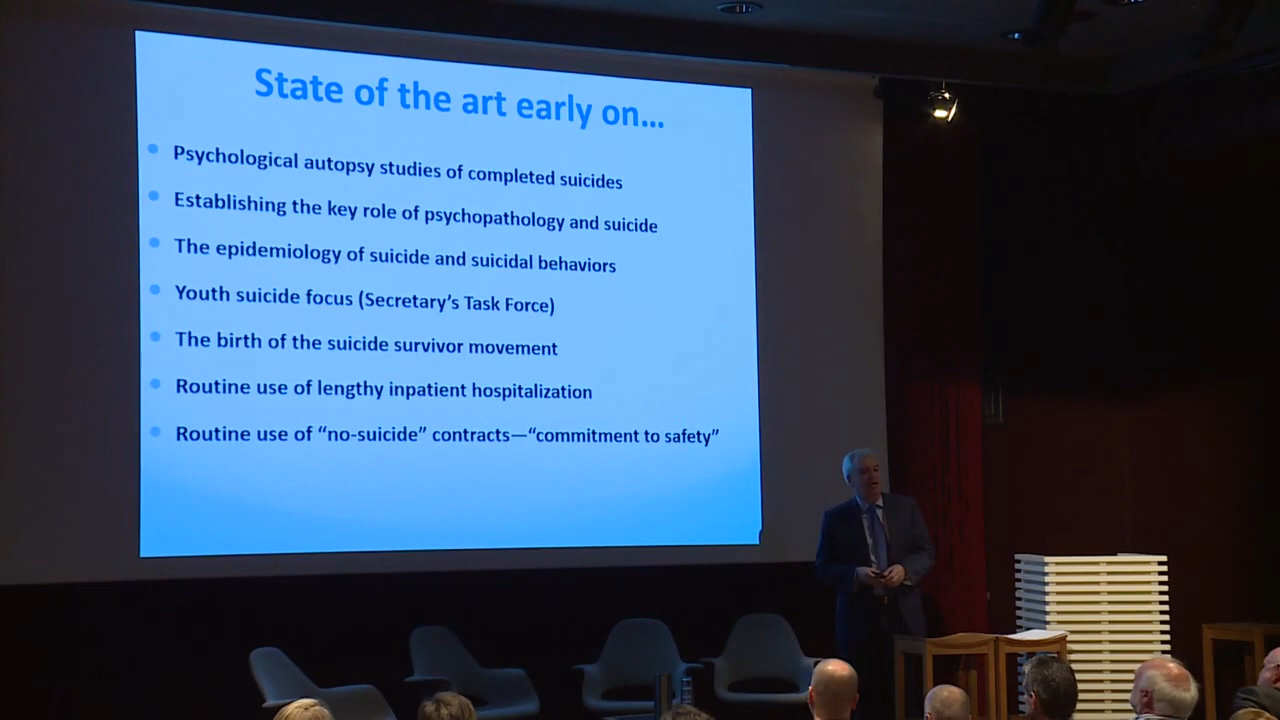 State of the art early on...
Psychological autopsy studies of completed suicides
Establishing the key role of psychopathology and suicide
The epidemiology of suicide and suicidal behaviors
Youth suicide focus (Secretary's Task Force)
The birth of the suicide survivor movement
Routine use of lengthy inpatient hospitalization
Routine use of “no-suicide” contracts—“commitment to safety”